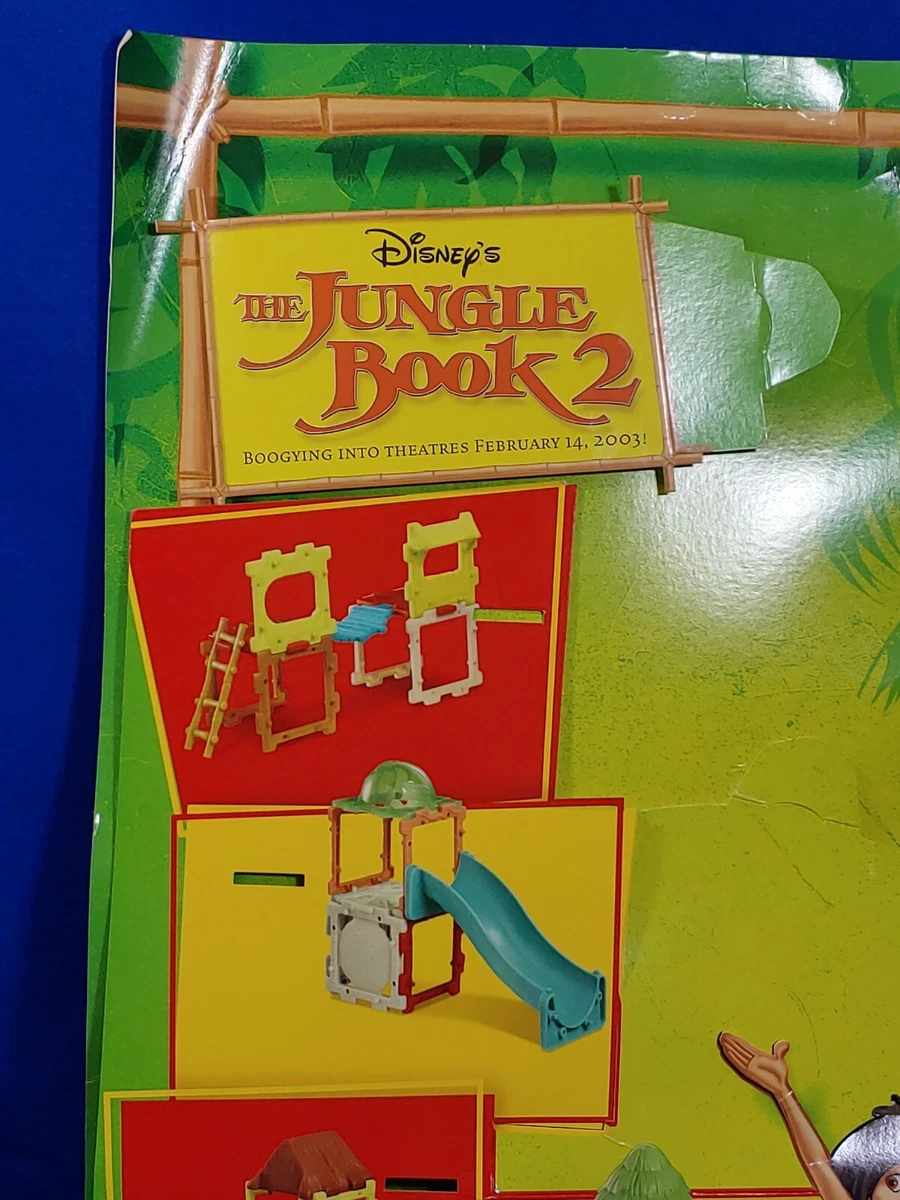 Disney's
The Jungle
Book 2
Boogying into theatres February 14, 2003!